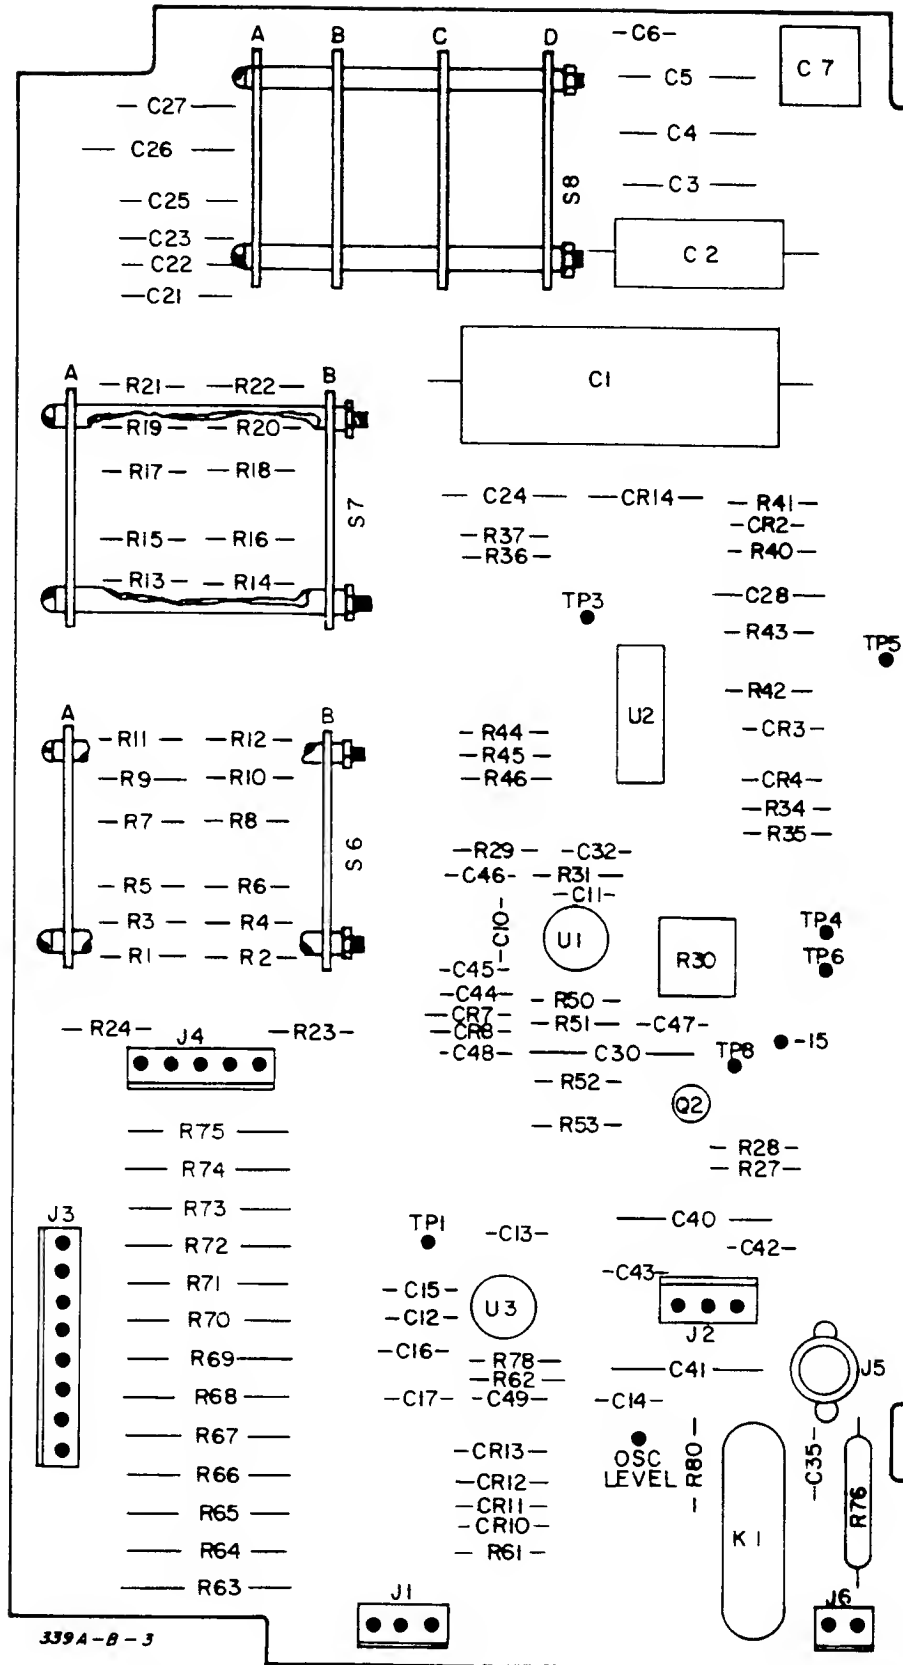 A B C D -C6- C 7
C5
C27
C4
C26
C3
C25
S8
C23
C 2
C22
C21
A R21 R22 B
C1
R19 R20
R17 R18
S7
C24 CR14 R41
CR2
R37
R15 R16
R36 R40
R13 R14
TP3 C28
R43
TP5
R42
A B
U2
R11 R12 R44 CR3
R45
R9 R10 R46 CR4
R34
R7 R8 R35
S6
R29 C32
C46 R31
R5 R6 C11
R3 R4 C10 U1 TP4
R1 R2 R30 TP6
C45
C44 R50
CR7
R24 R23 CR8 R51 C47 -15
J4 C48 C30 TP8
R52
Q2
R53
R75 R28
R74 R27
R73
J3 TP1 C13 C40
R72 C42
C43
R71 C15
R70 C12 U3 J2
R69 C16 R78 C41 J5
R62
R68 C17 C49 C14
R67 CR13 OSC
LEVEL R80 C35
R66 CR12
R65 CR11 R76
CR10
R64 R61 K1
R63 J1 J6
339A-B-3